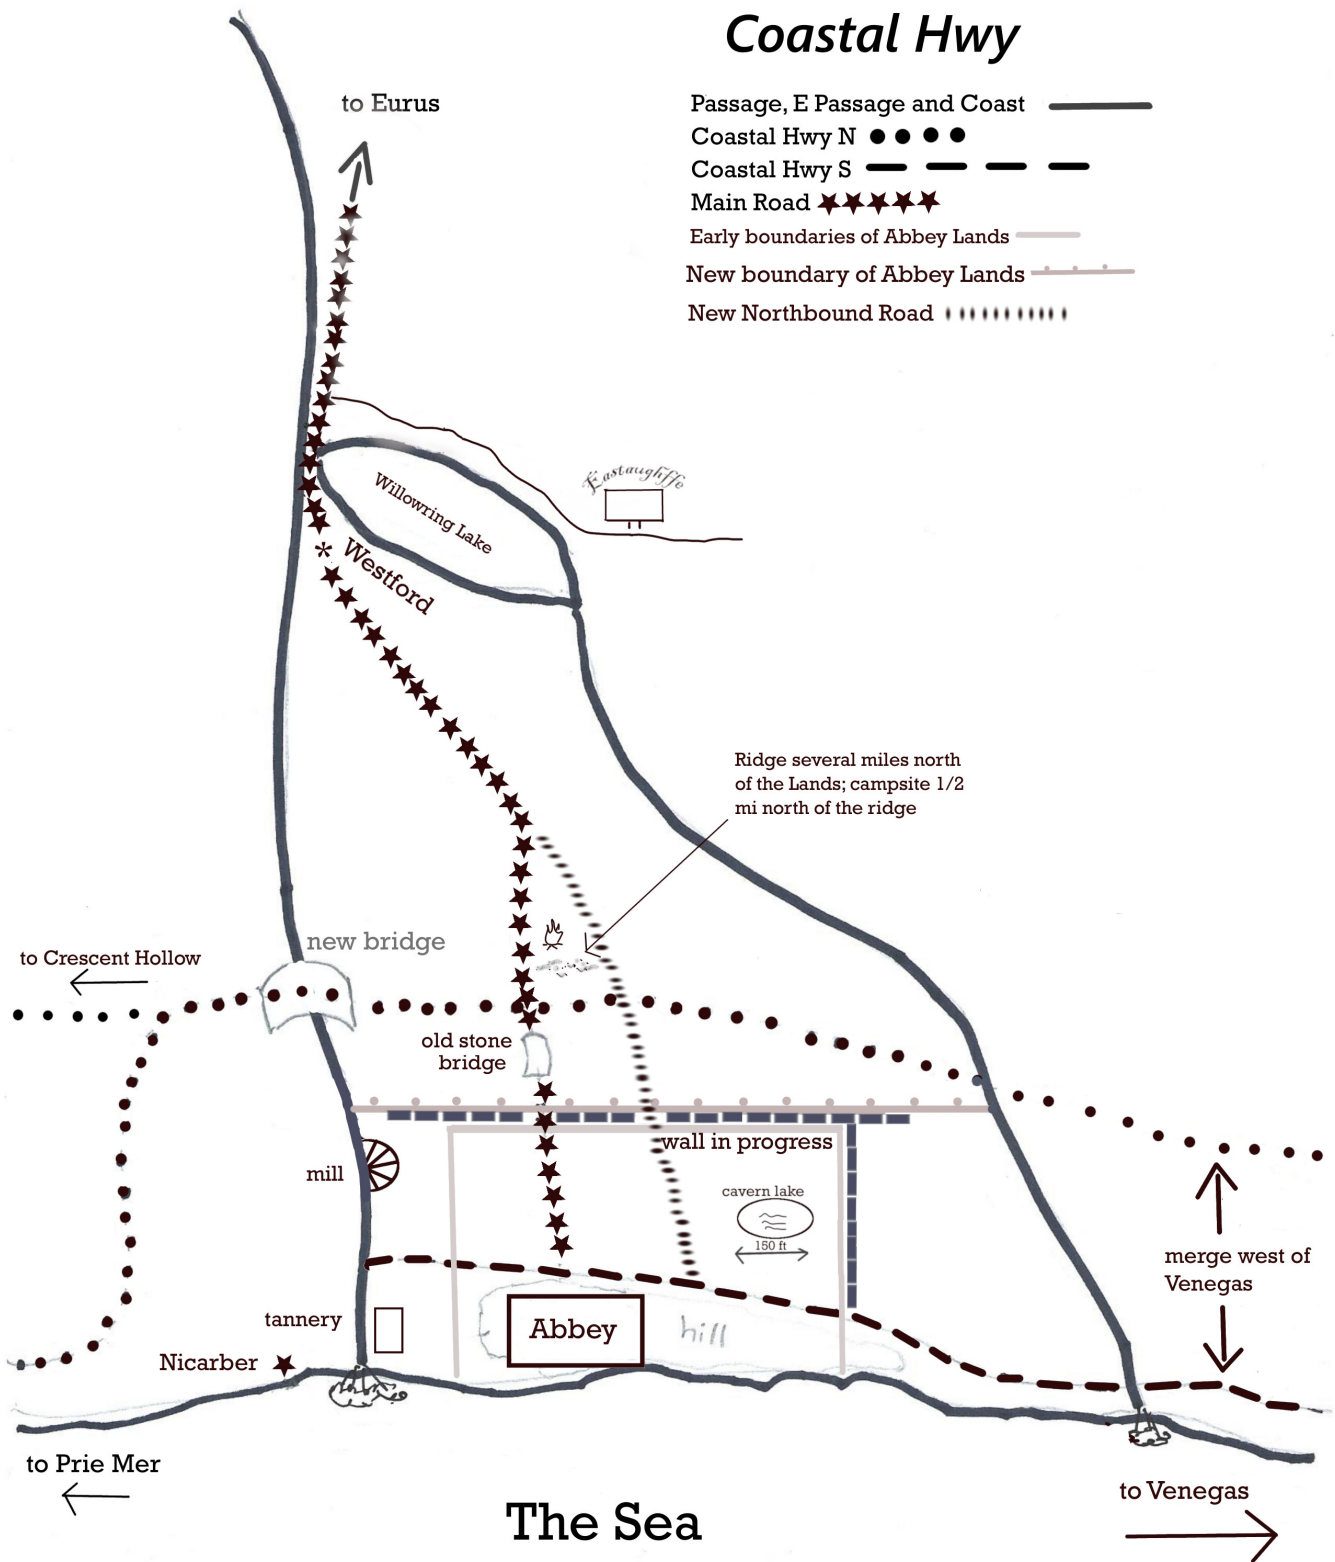 Coastal Hwy
Passage, E Passage and Coast
Coastal Hwy N
Coastal Hwy S
Main Road
Early boundaries of Abbey Lands
New boundary of Abbey Lands
New Northbound Road
to Eurus
Eastaughffe
Willowring Lake
* Westford
Ridge several miles north
of the Lands; campsite 1/2
mi north of the ridge
new bridge
to Crescent Hollow
old stone
bridge
wall in progress
mill
cavern lake
150 ft
merge west of
Venegas
tannery
Abbey
hill
Nicarber
to Prie Mer
to Venegas
The Sea